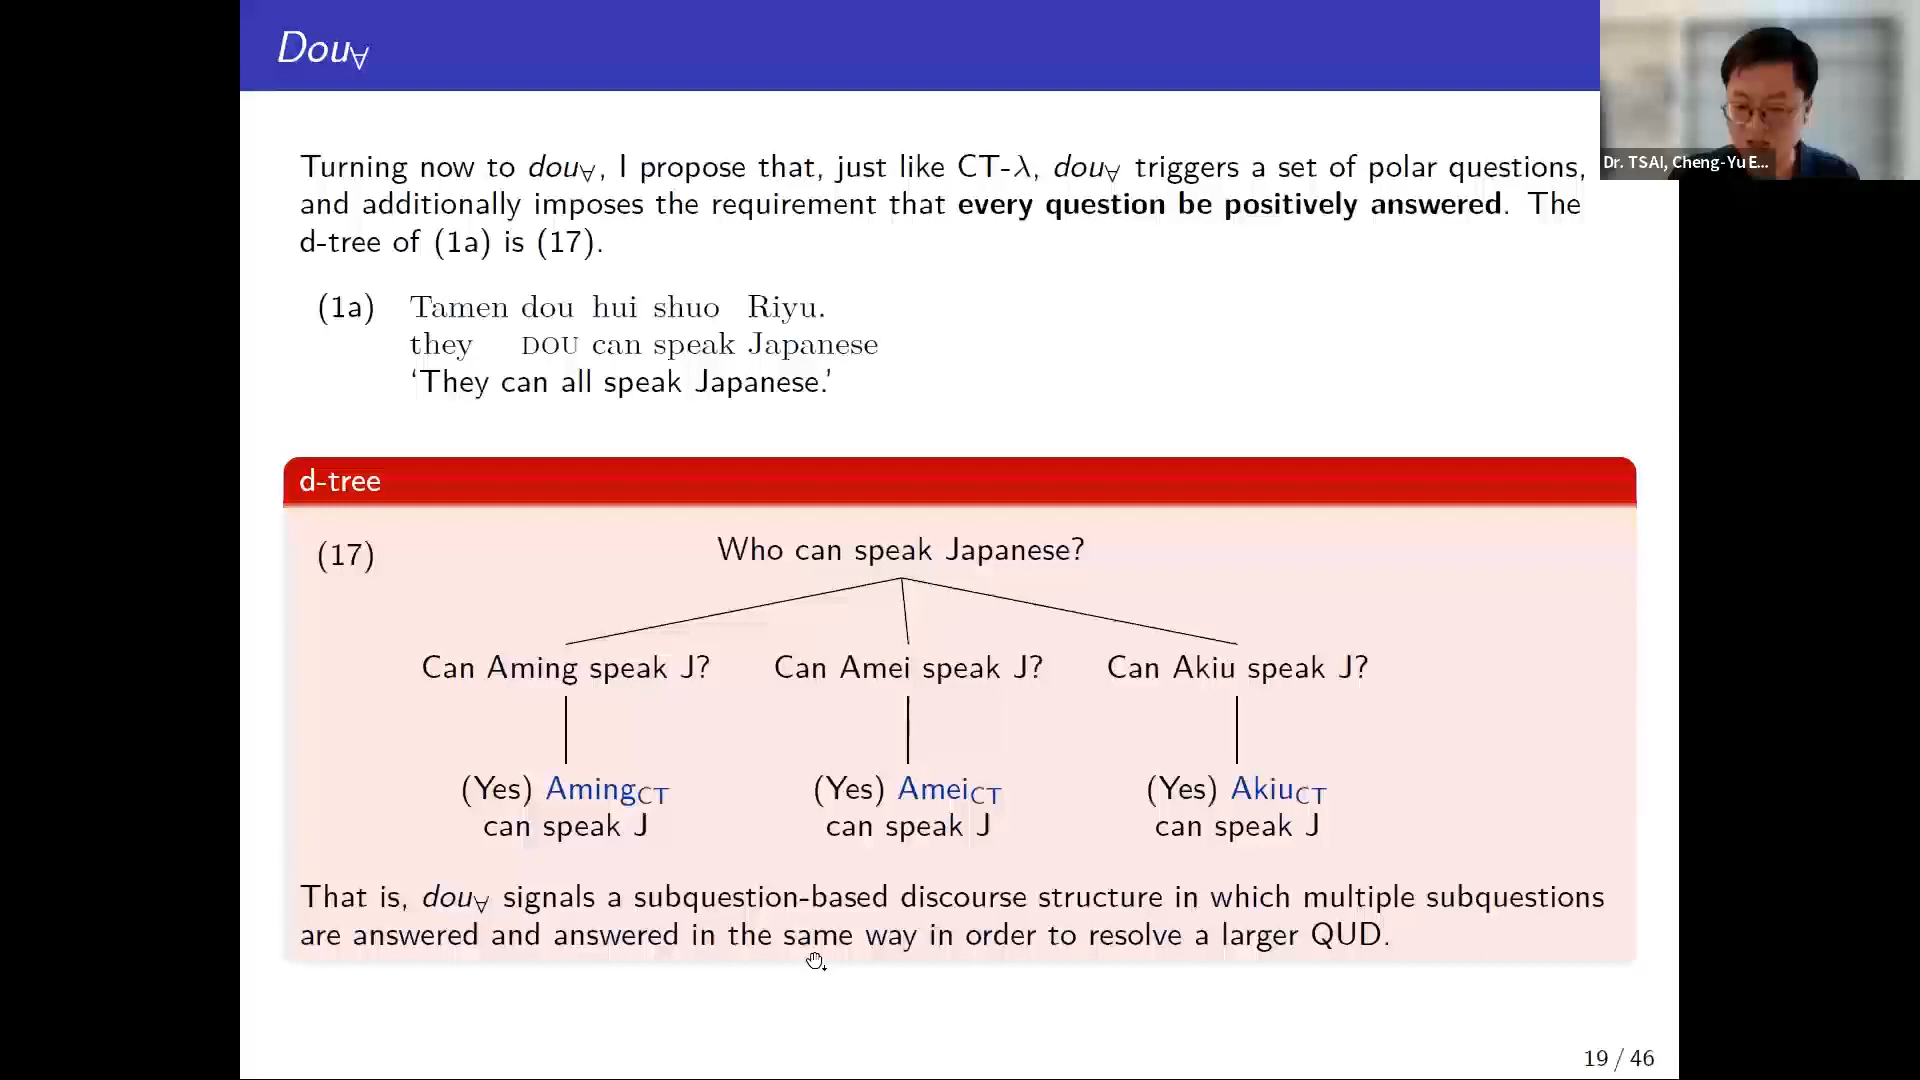 Dou∀
Dr. TSAI, Cheng-Yu E...
Turning now to dou∀, I propose that, just like CT-λ, dou∀ triggers a set of polar questions,
and additionally imposes the requirement that every question be positively answered. The
d-tree of (1a) is (17).
(1a) Tamen dou hui shuo Riyu.
they DOU can speak Japanese
‘They can all speak Japanese.’
d-tree
(17) Who can speak Japanese?
Can Aming speak J? Can Amei speak J? Can Akiu speak J?
(Yes) AmingCT (Yes) AmeiCT (Yes) AkiuCT
can speak J can speak J can speak J
That is, dou∀ signals a subquestion-based discourse structure in which multiple subquestions
are answered and answered in the same way in order to resolve a larger QUD.
19 / 46